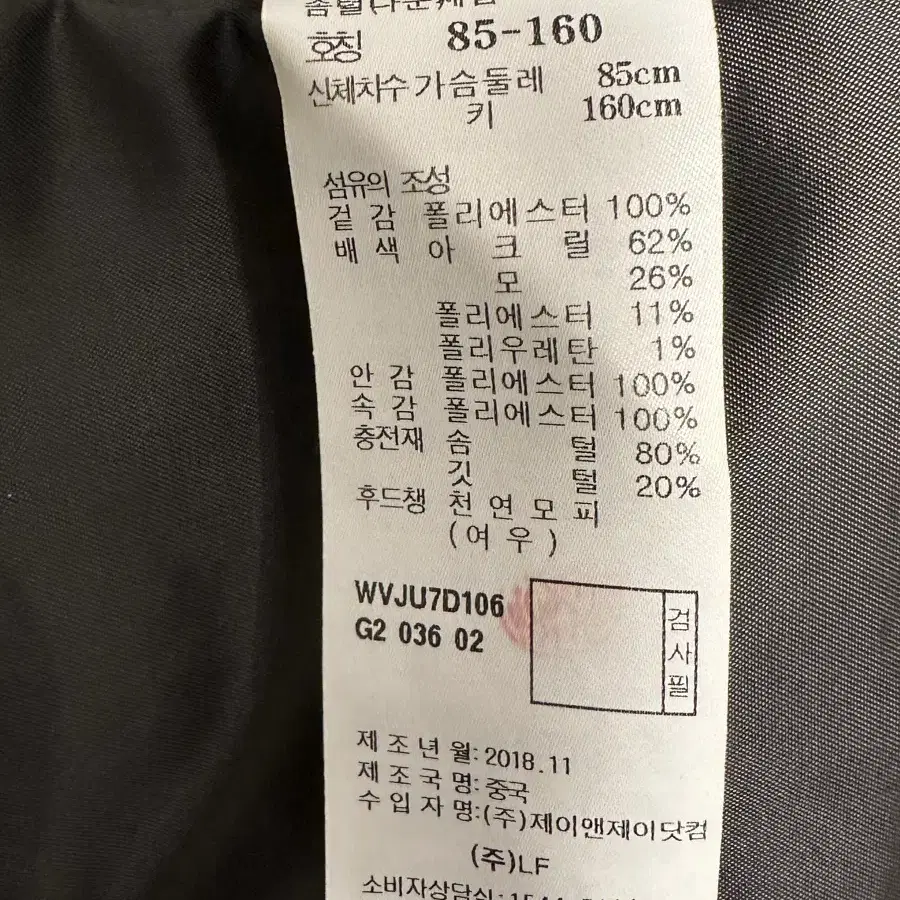 호칭 85-160
신체치수 가슴둘레 85cm
키 160cm
섬유의 조성
겉감 폴리에스터 100%
배색 아크릴 62%
모 26%
폴리에스터 11%
폴리우레탄 1%
안감 폴리에스터 100%
속감 폴리에스터 100%
충전재 솜털 80%
깃털 20%
후드챙 천연모피
(여우)
WVJU7D106
G2 036 02
검사필
제조년월: 2018.11
제조국명: 중국
수입자명: (주)제이앤제이닷컴
(주)LF
소비자상담실: